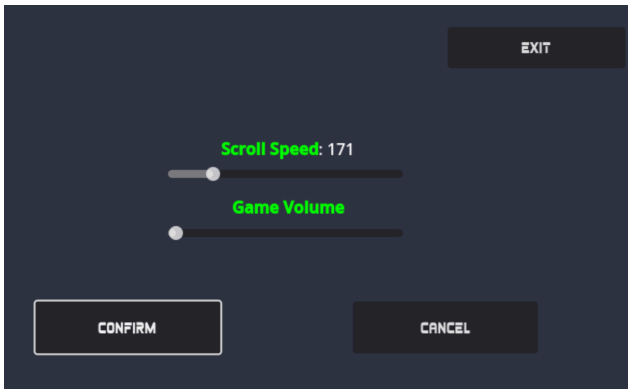 EXIT
Scroll Speed: 171
Game Volume
CONFIRM
CANCEL